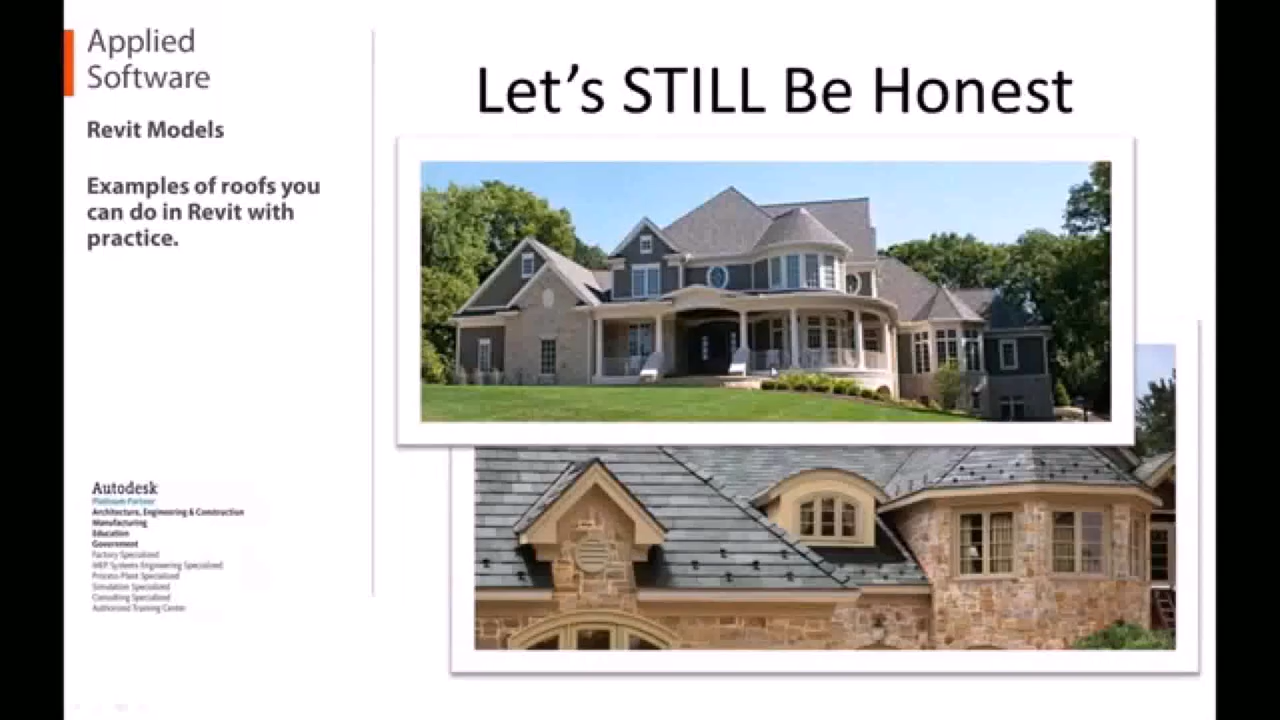 Applied
Software
Revit Models
Examples of roofs you
can do in Revit with
practice.
Let's STILL Be Honest
Autodesk
Platinum Partner
Architecture, Engineering & Construction
Manufacturing
Education
Government
Factory Specialized
MEP Systems Engineering Specialized
Process Plant Specialized
Simulation Specialized
Consulting Specialized
Authorized Training Center